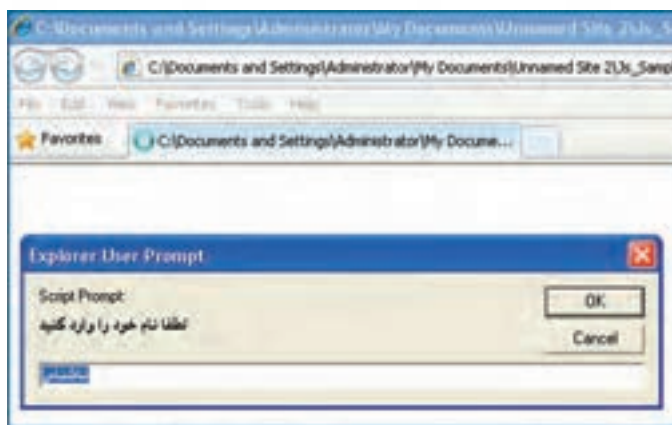 C:\Documents and Settings\Administrator\My Documents\Unnamed Site 2\Js_S
C:\Documents and Settings\Administrator\My Documents\Unnamed Site 2\Js_Samp
File Edit View Favorites Tools Help
Favorites
C:\Documents and Settings\Administrator\My Docume...
Explorer User Prompt
Script Prompt:
لطفا نام خود را وارد کنید
OK
Cancel